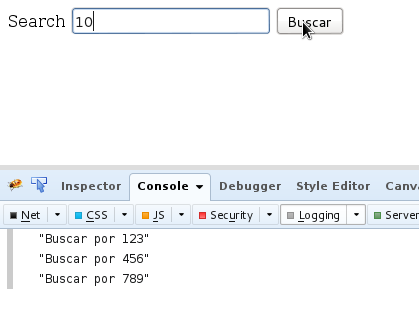 Search 10 Buscar
Inspector Console Debugger Style Editor Canv
Net CSS JS Security Logging Server
"Buscar por 123"
"Buscar por 456"
"Buscar por 789"